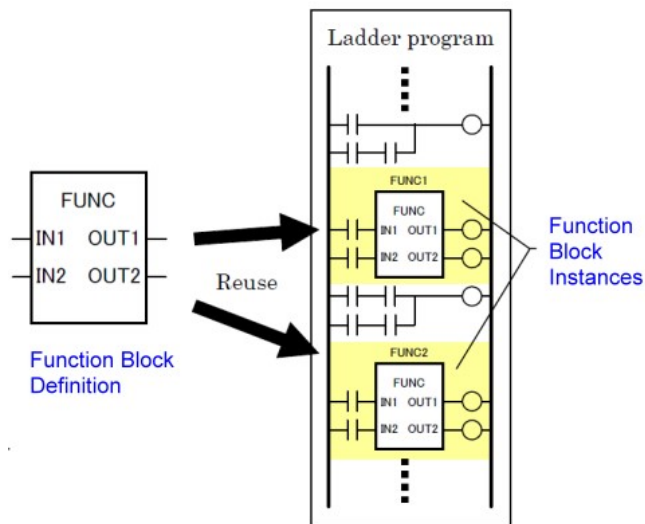 Ladder program
FUNC
IN1 OUT1
IN2 OUT2
Reuse
Function Block
Definition
FUNC1
FUNC
IN1 OUT1
IN2 OUT2
FUNC2
FUNC
IN1 OUT1
IN2 OUT2
Function
Block
Instances